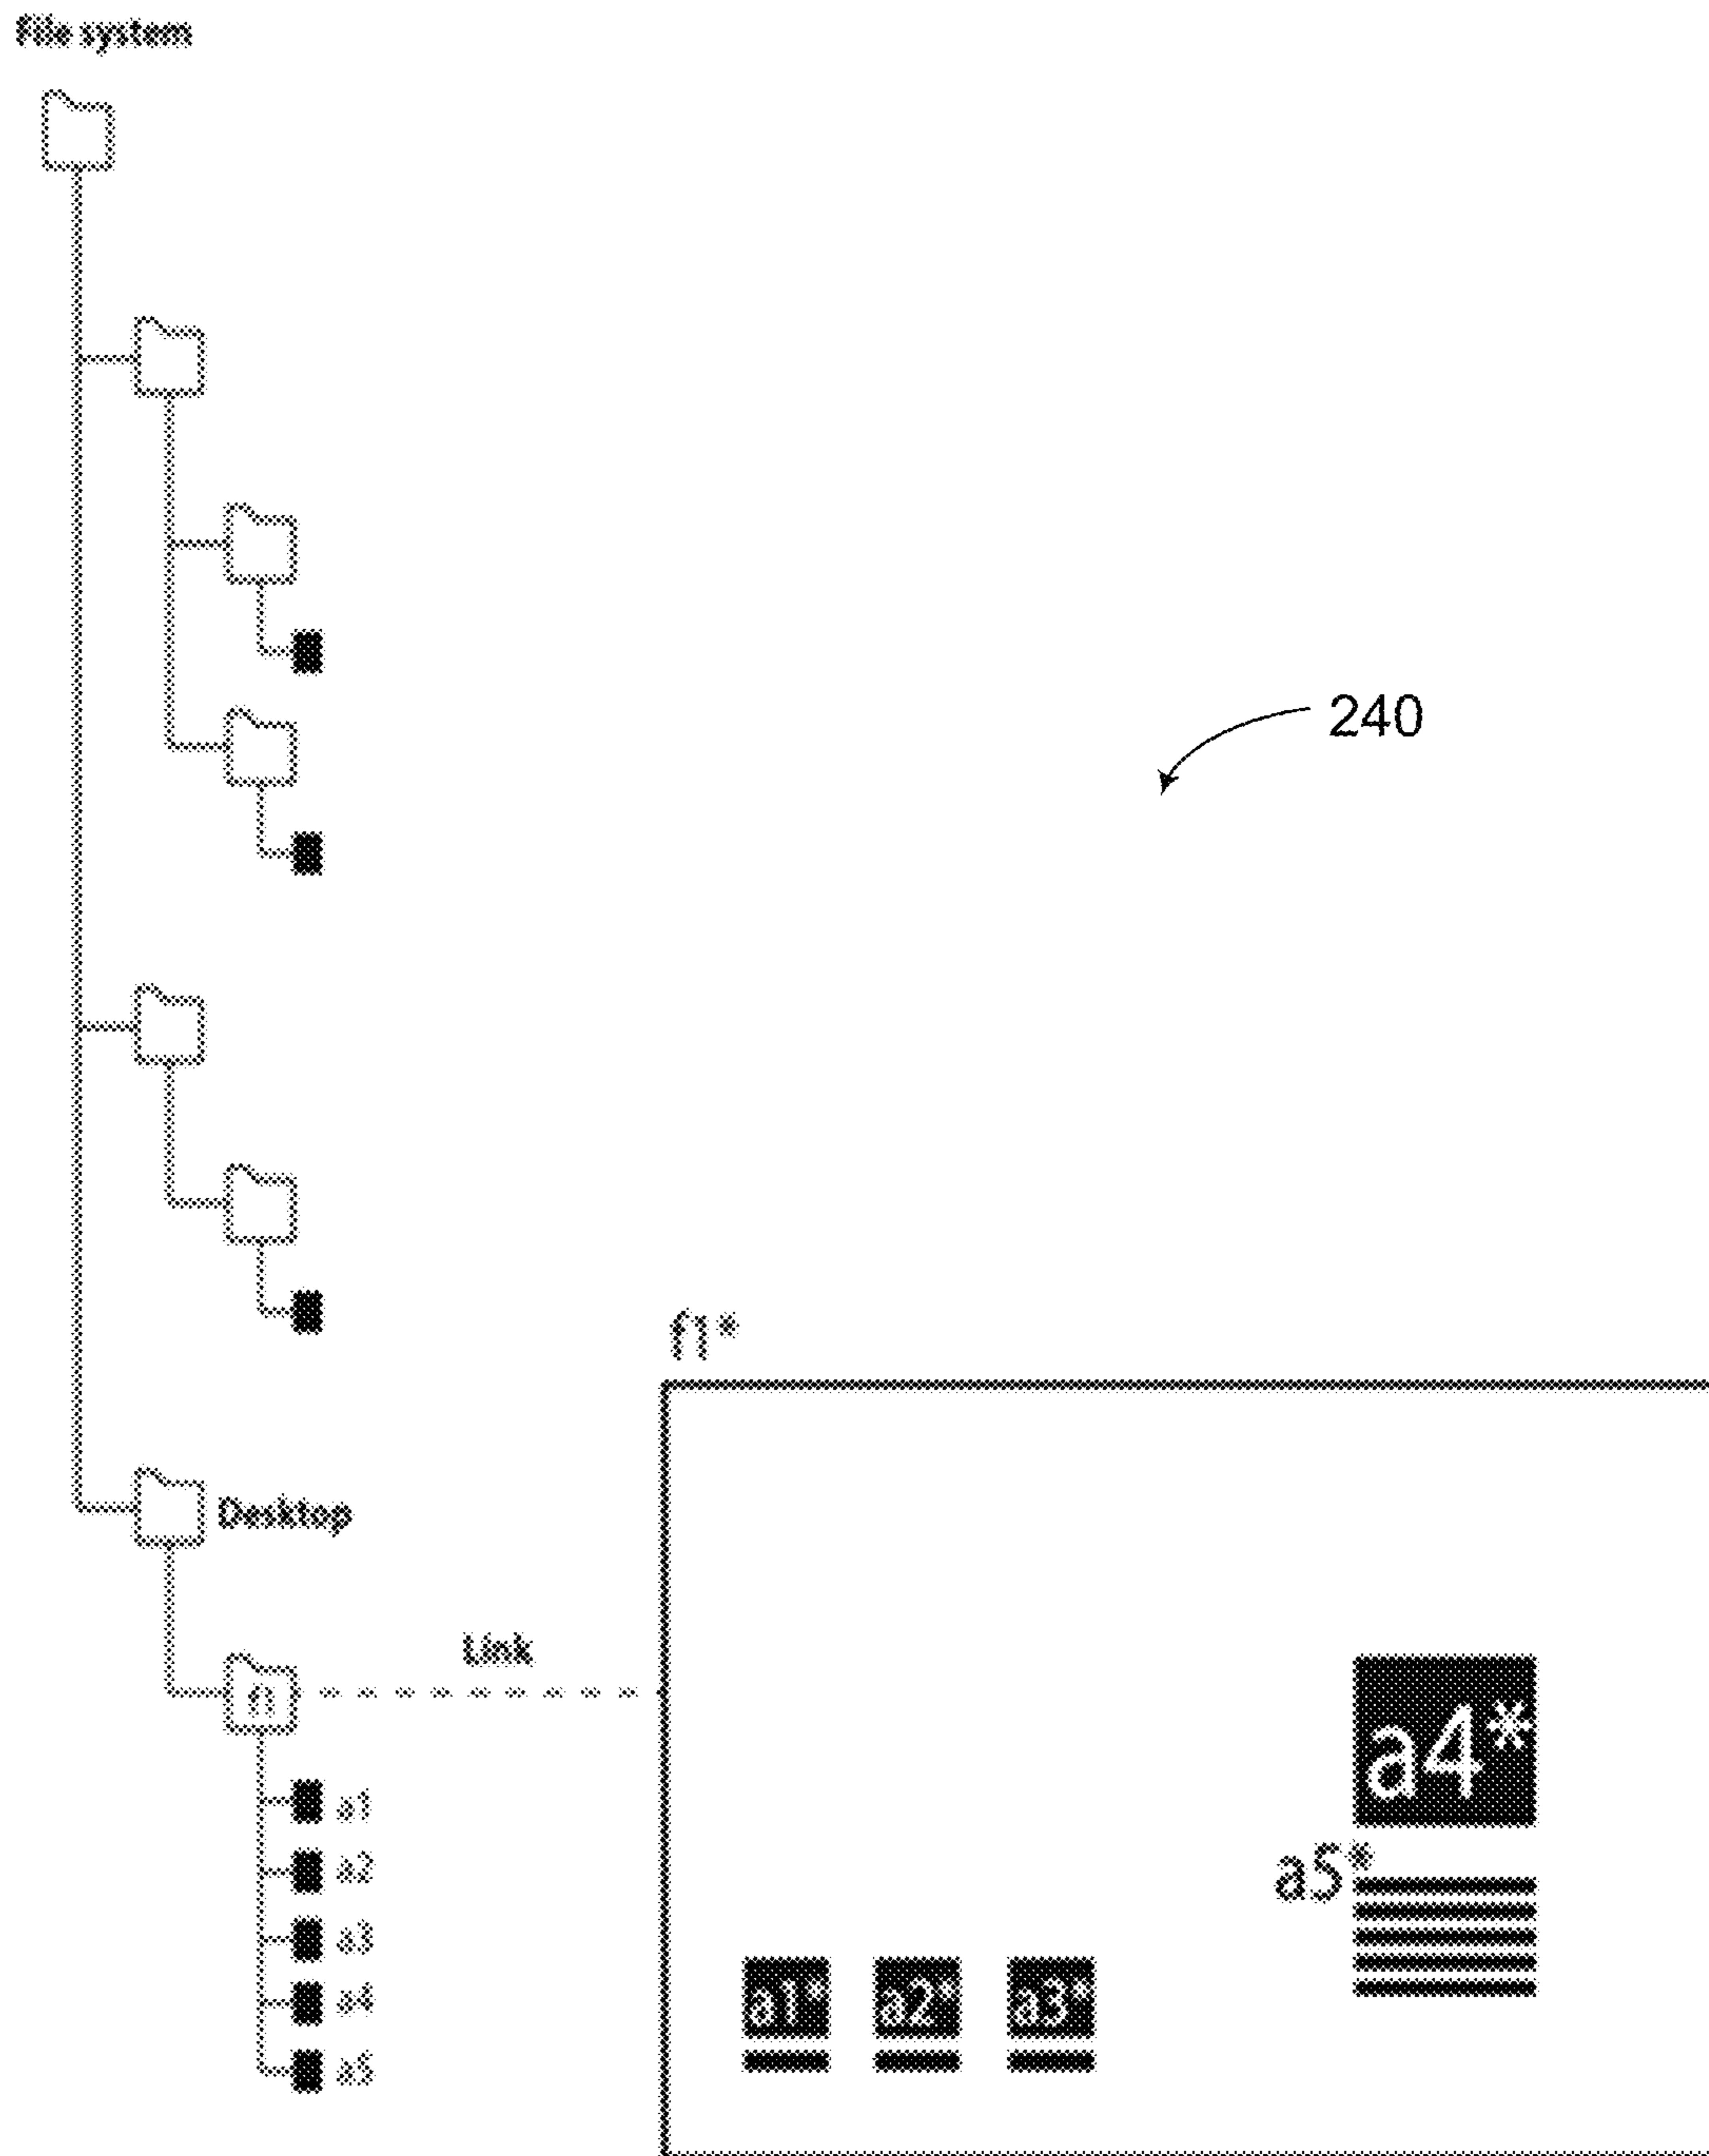 File system
240
f1*
Desktop
Link
f1
a4*
a5*
a1
a2
a3
a4
a5
a1*
a2*
a3*